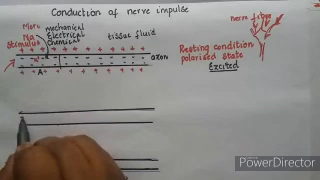 Conduction of nerve impulse
More
Na
Stimulus
mechanical
Electrical
chemical
tissue fluid
nerve fibre
+ + + + + + + + + +
axon
+ A + + + + + + + +
Resting condition
polarised state
Excited
PowerDirector